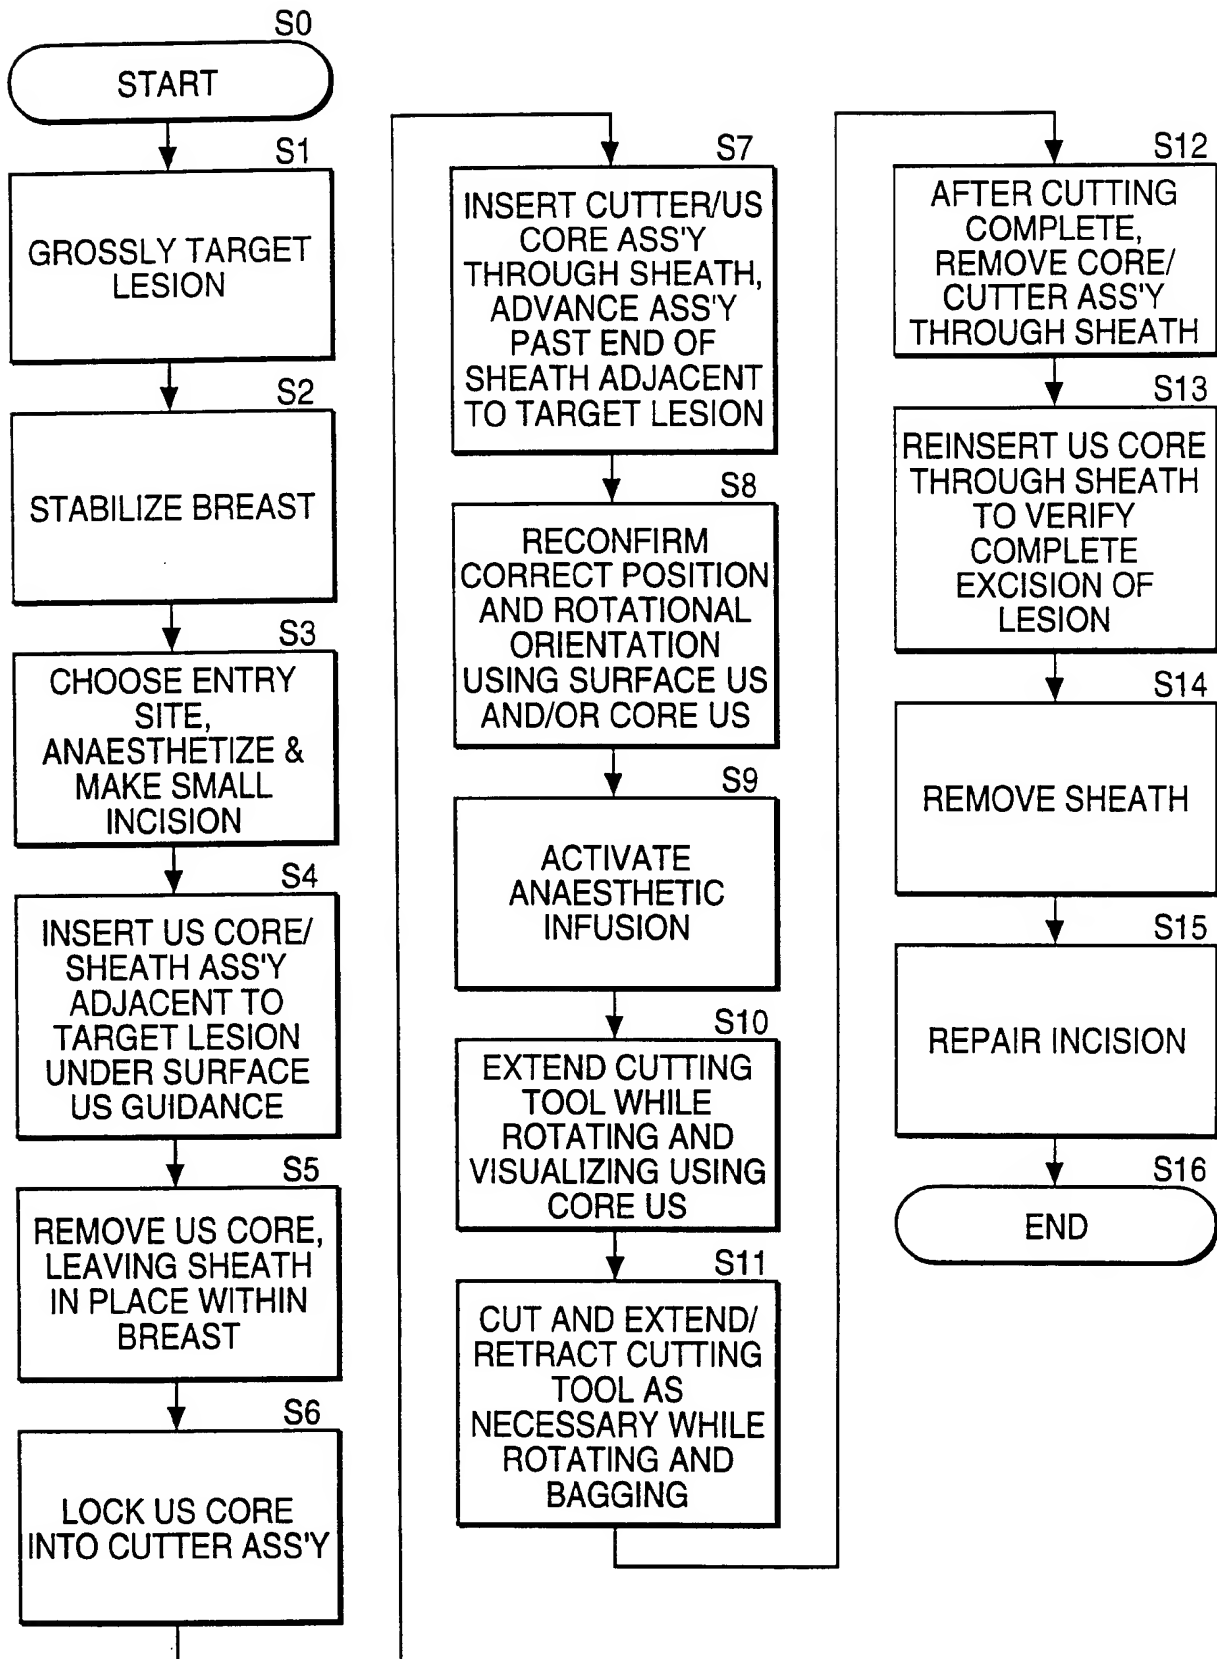 S0
START
S1
GROSSLY TARGET
LESION
S2
STABILIZE BREAST
S3
CHOOSE ENTRY
SITE,
ANAESTHETIZE &
MAKE SMALL
INCISION
S4
INSERT US CORE/
SHEATH ASS'Y
ADJACENT TO
TARGET LESION
UNDER SURFACE
US GUIDANCE
S5
REMOVE US CORE,
LEAVING SHEATH
IN PLACE WITHIN
BREAST
S6
LOCK US CORE
INTO CUTTER ASS'Y
S7
INSERT CUTTER/US
CORE ASS'Y
THROUGH SHEATH,
ADVANCE ASS'Y
PAST END OF
SHEATH ADJACENT
TO TARGET LESION
S8
RECONFIRM
CORRECT POSITION
AND ROTATIONAL
ORIENTATION
USING SURFACE US
AND/OR CORE US
S9
ACTIVATE
ANAESTHETIC
INFUSION
S10
EXTEND CUTTING
TOOL WHILE
ROTATING AND
VISUALIZING USING
CORE US
S11
CUT AND EXTEND/
RETRACT CUTTING
TOOL AS
NECESSARY WHILE
ROTATING AND
BAGGING
S12
AFTER CUTTING
COMPLETE,
REMOVE CORE/
CUTTER ASS'Y
THROUGH SHEATH
S13
REINSERT US CORE
THROUGH SHEATH
TO VERIFY
COMPLETE
EXCISION OF
LESION
S14
REMOVE SHEATH
S15
REPAIR INCISION
S16
END